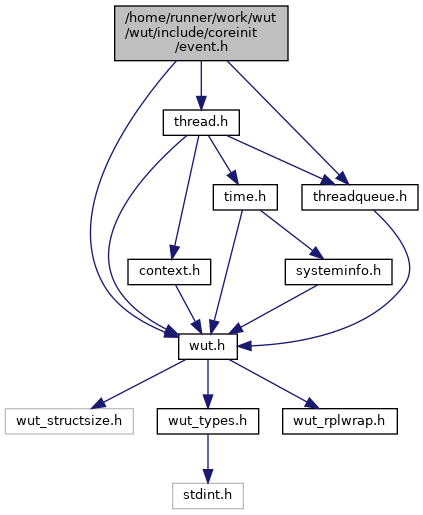 /home/runner/work/wut
/wut/include/coreinit
/event.h
thread.h
time.h
threadqueue.h
context.h
systeminfo.h
wut.h
wut_structsize.h
wut_types.h
wut_rplwrap.h
stdint.h